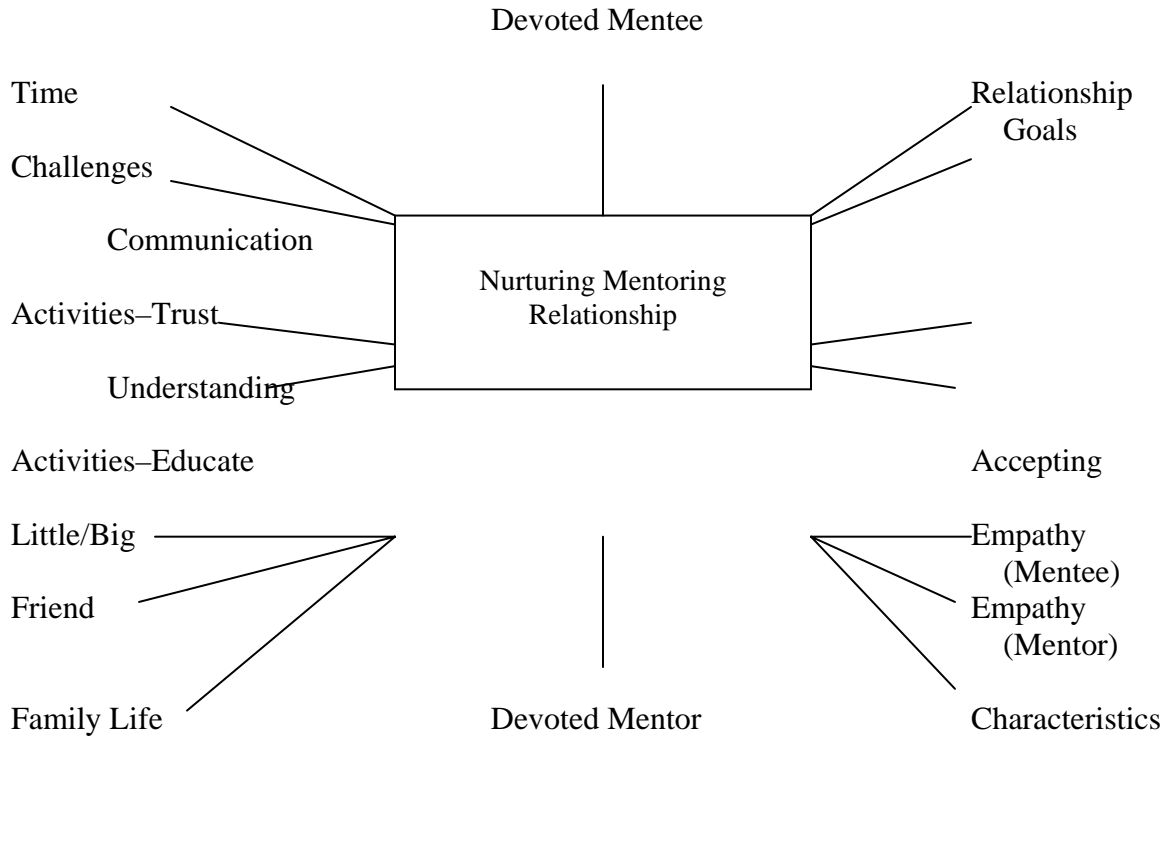 Devoted Mentee
Time
Relationship
Goals
Challenges
Communication
Nurturing Mentoring
Relationship
Activities–Trust
Understanding
Activities–Educate
Accepting
Little/Big
Empathy
(Mentee)
Friend
Empathy
(Mentor)
Family Life
Devoted Mentor
Characteristics